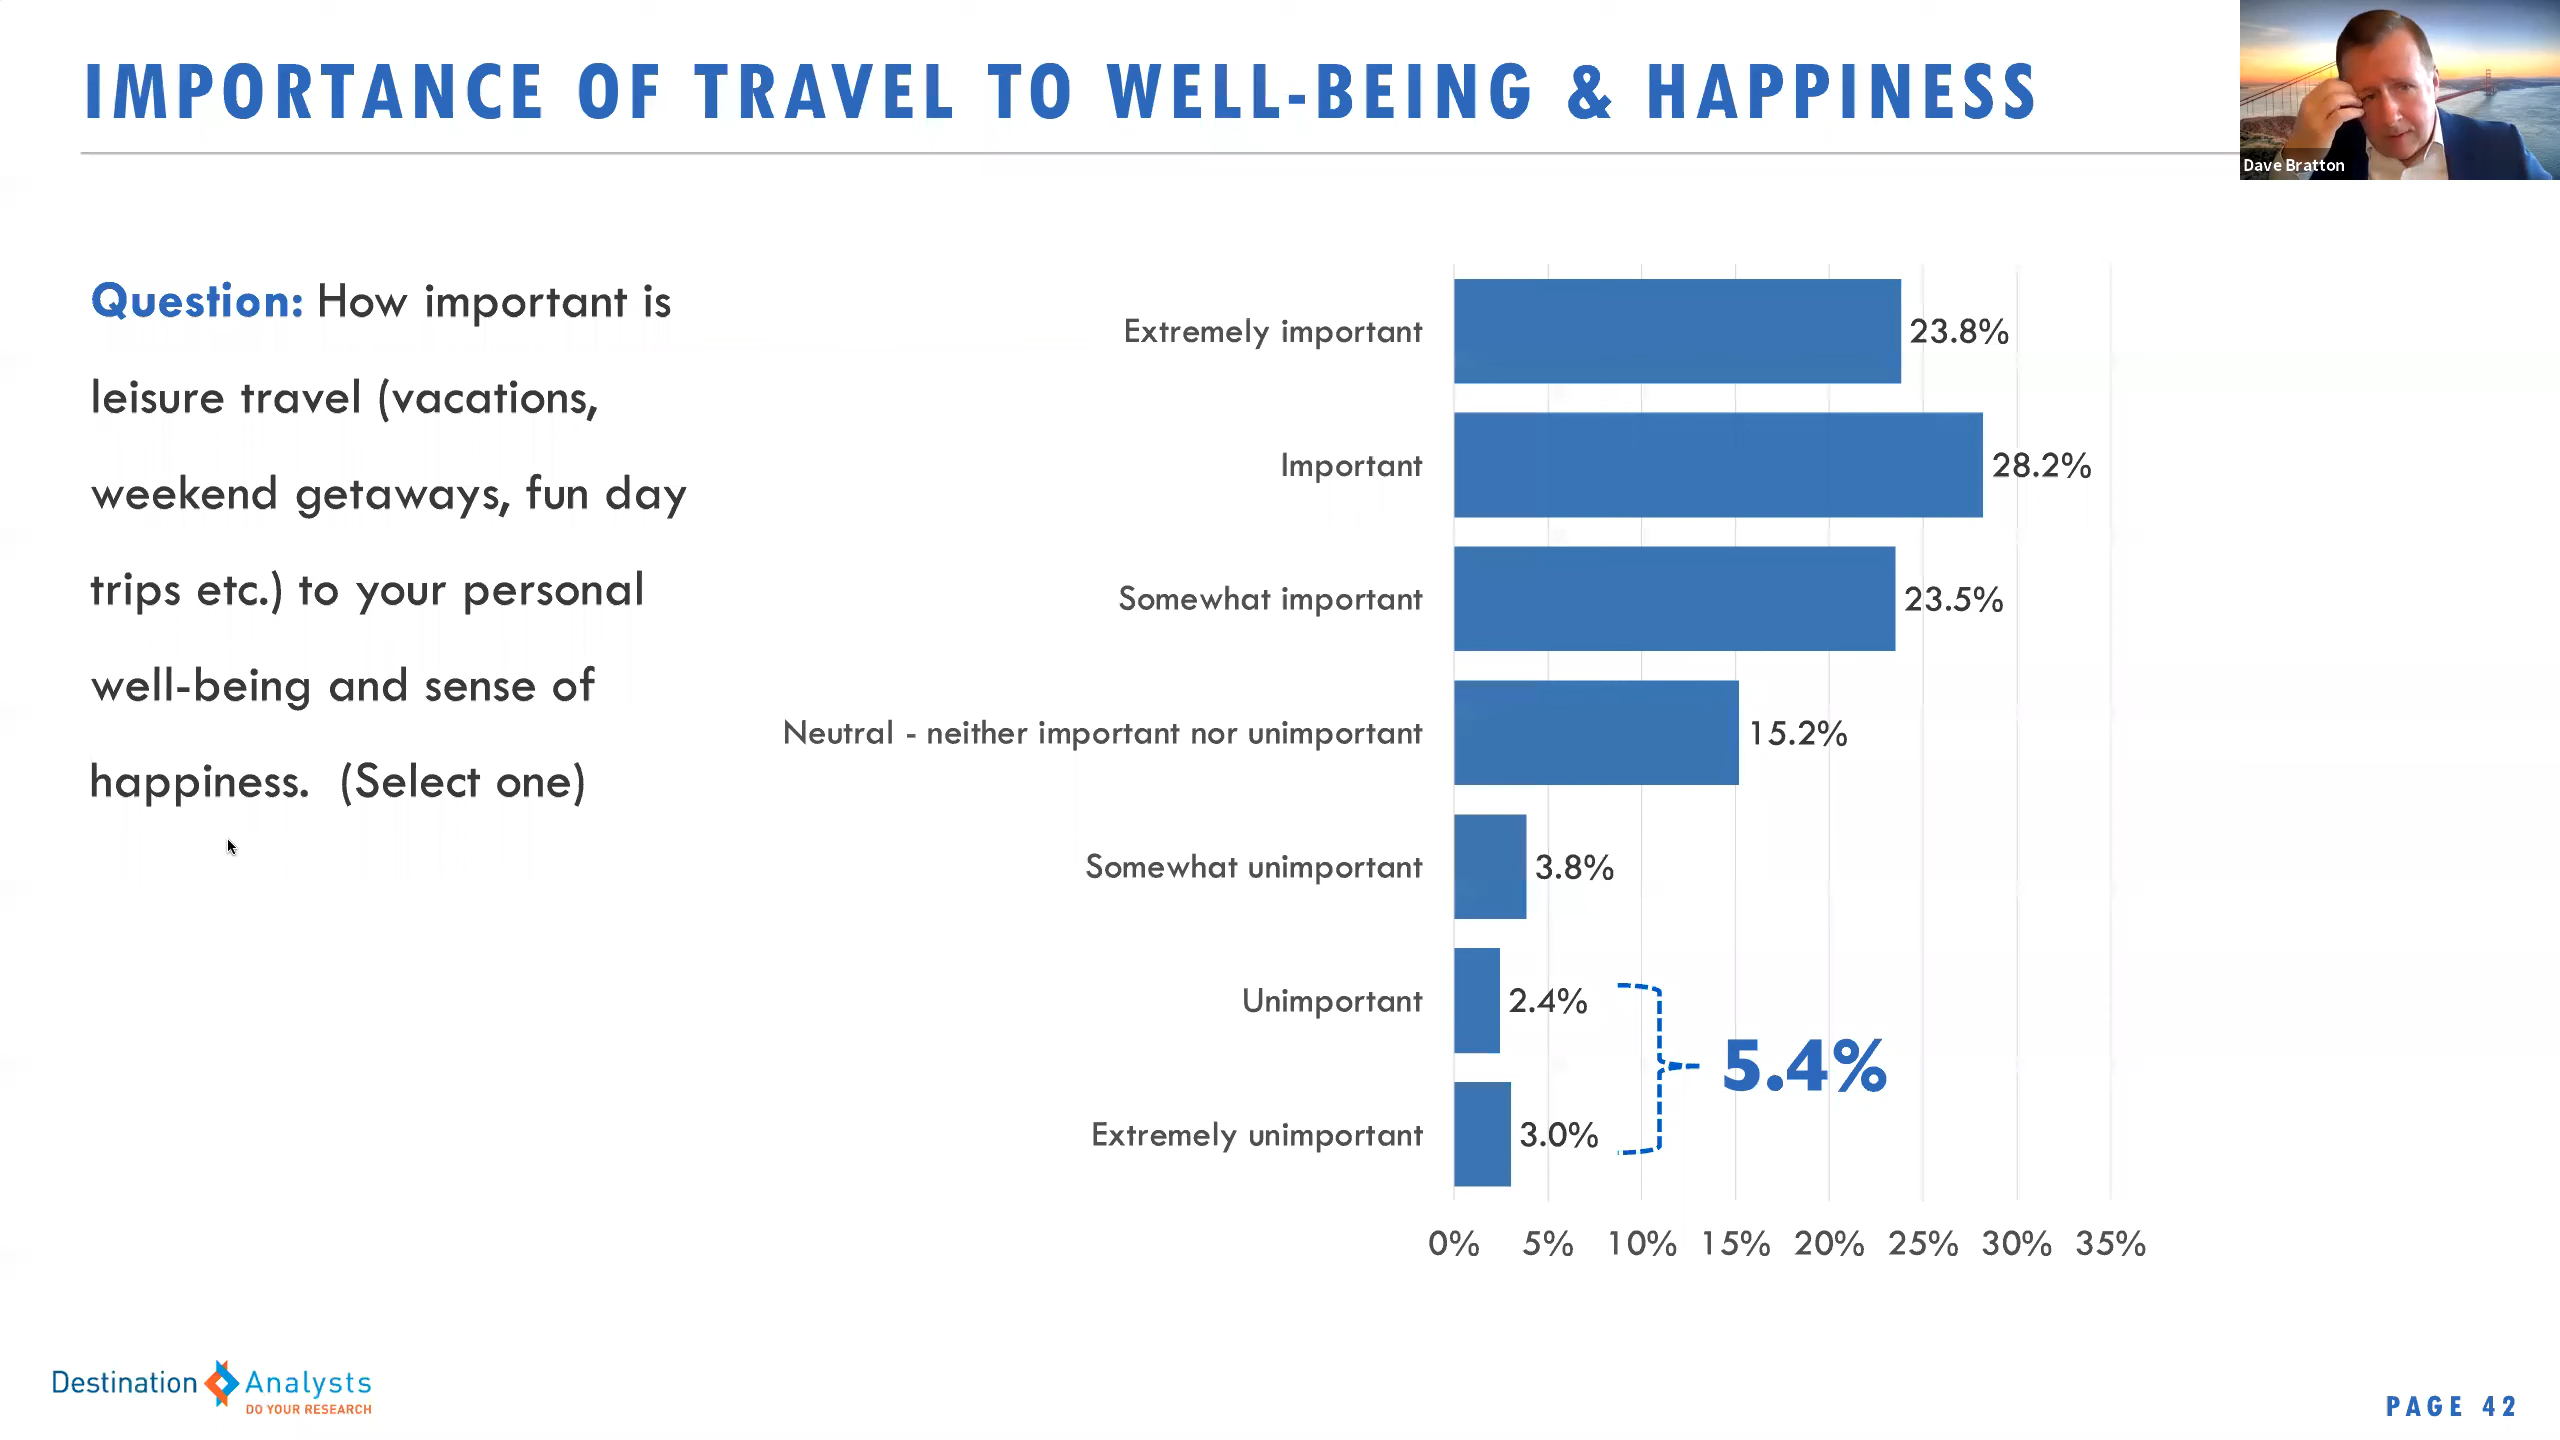 IMPORTANCE OF TRAVEL TO WELL-BEING & HAPPINESS
Dave Bratton
Question: How important is
leisure travel (vacations,
weekend getaways, fun day
trips etc.) to your personal
well-being and sense of
happiness.  (Select one)
Extremely important 23.8%
Important 28.2%
Somewhat important 23.5%
Neutral - neither important nor unimportant 15.2%
Somewhat unimportant 3.8%
Unimportant 2.4%
5.4%
Extremely unimportant 3.0%
0% 5% 10% 15% 20% 25% 30% 35%
Destination Analysts
DO YOUR RESEARCH
PAGE 42